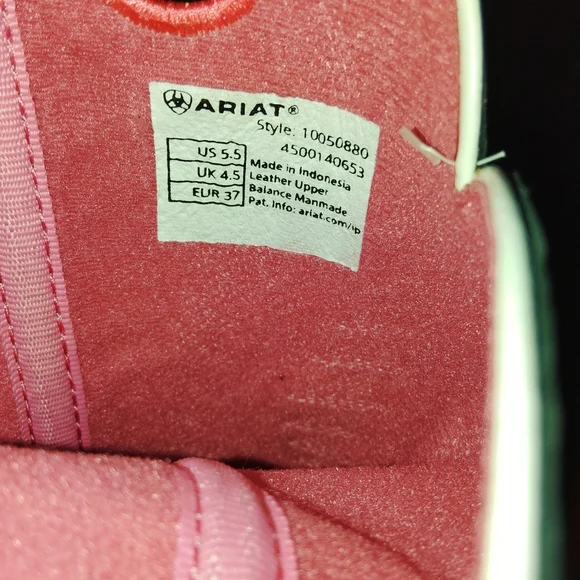 ARIAT®
Style: 10050880
4500140653
US 5.5
UK 4.5
EUR 37
Made in Indonesia
Leather Upper
Balance Manmade
Pat. Info: ariat.com/ip